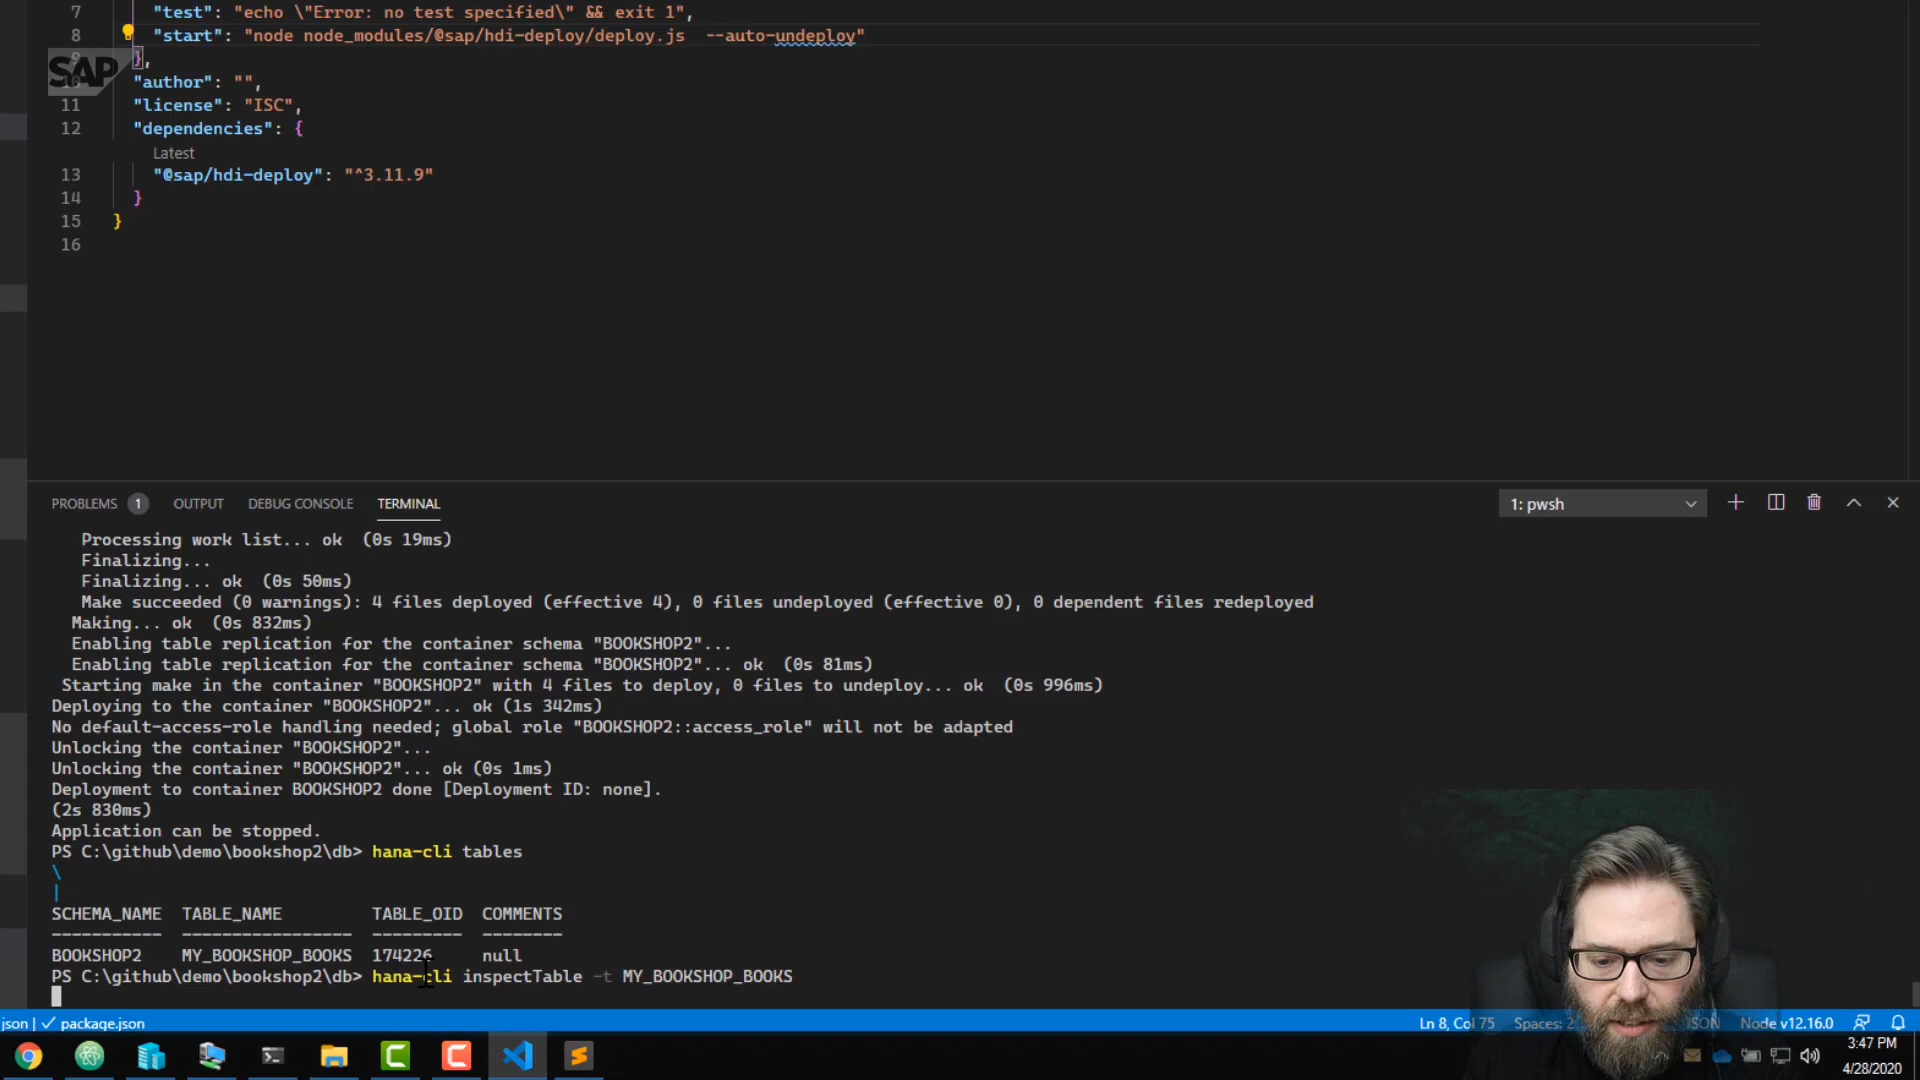 7 "test": "echo \"Error: no test specified\" && exit 1",
8 "start": "node node_modules/@sap/hdi-deploy/deploy.js  --auto-undeploy"
9 },
SAP
10 "author": "",
11 "license": "ISC",
12 "dependencies": {
Latest
13 "@sap/hdi-deploy": "^3.11.9"
14 }
15 }
16
PROBLEMS 1 OUTPUT DEBUG CONSOLE TERMINAL 1: pwsh
Processing work list... ok  (0s 19ms)
Finalizing...
Finalizing... ok  (0s 50ms)
Make succeeded (0 warnings): 4 files deployed (effective 4), 0 files undeployed (effective 0), 0 dependent files redeployed
Making... ok  (0s 832ms)
Enabling table replication for the container schema "BOOKSHOP2"...
Enabling table replication for the container schema "BOOKSHOP2"... ok  (0s 81ms)
Starting make in the container "BOOKSHOP2" with 4 files to deploy, 0 files to undeploy... ok  (0s 996ms)
Deploying to the container "BOOKSHOP2"... ok (1s 342ms)
No default-access-role handling needed; global role "BOOKSHOP2::access_role" will not be adapted
Unlocking the container "BOOKSHOP2"...
Unlocking the container "BOOKSHOP2"... ok (0s 1ms)
Deployment to container BOOKSHOP2 done [Deployment ID: none].
(2s 830ms)
Application can be stopped.
PS C:\github\demo\bookshop2\db> hana-cli tables
\
|
SCHEMA_NAME  TABLE_NAME  TABLE_OID  COMMENTS
-----------  -----------------  ---------  --------
BOOKSHOP2  MY_BOOKSHOP_BOOKS  174226  null
PS C:\github\demo\bookshop2\db> hana-cli inspectTable -t MY_BOOKSHOP_BOOKS
json | ✓ package.json Ln 8, Col 75 Spaces: 2 JSON Node v12.16.0
3:47 PM
4/28/2020